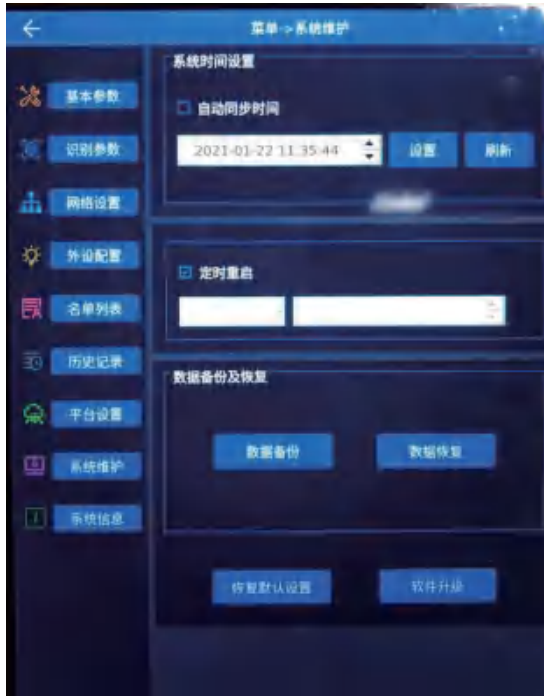 菜单->系统维护
基本参数
识别参数
网络设置
外设配置
名单列表
历史记录
平台设置
系统维护
系统信息
系统时间设置
自动同步时间
2021-01-22 11:35:44
设置
刷新
定时重启
数据备份及恢复
数据备份
数据恢复
恢复默认设置
软件升级